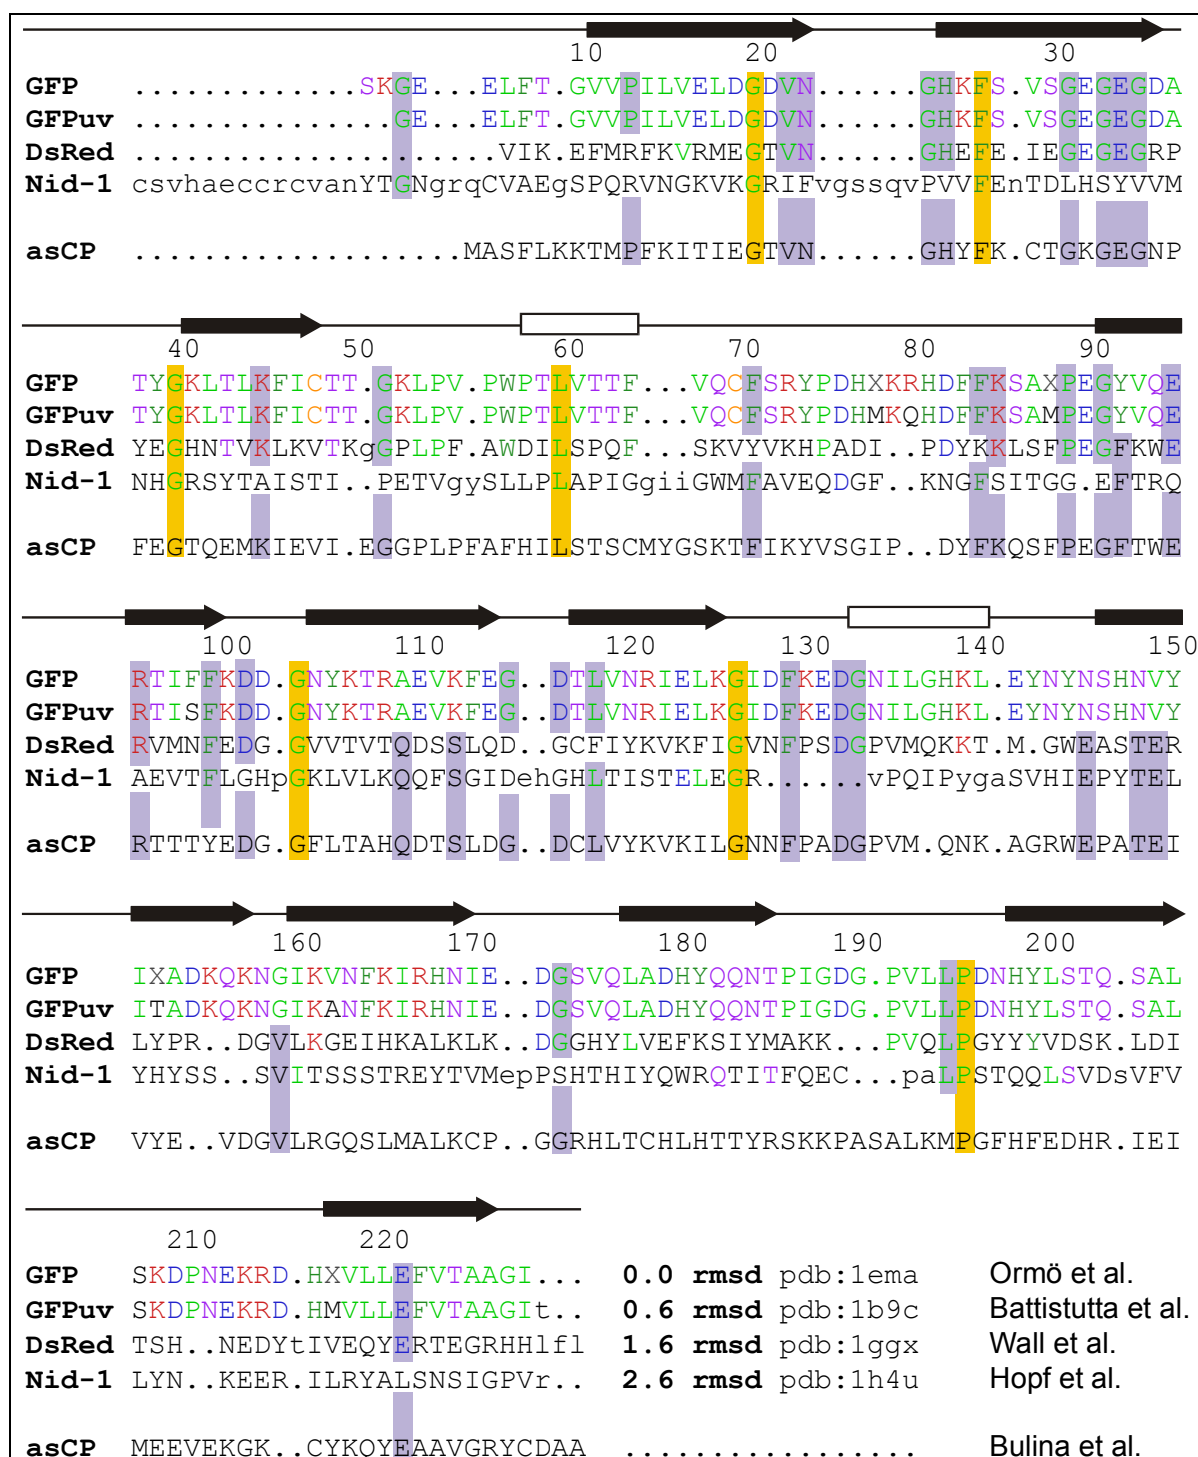 10 20 30
GFP .............SKGE...ELFT.GVVPILVELDGDVN......GHKFS.VSGEGEGDA
GFPuv ...............GE...ELFT.GVVPILVELDGDVN......GHKFS.VSGEGEGDA
DsRed .....................VIK.EFMRFKVRMEGTVN......GHEFE.IEGEGEGRP
Nid-1 csvhaeccrcvanYTGNgrqCVAEgSPQRVNGKVKGRIFvgssqvPVVFEnTDLHSYVVM
asCP ...................MASFLKKTMPFKITIEGTVN......GHYFK.CTGKGEGNP
40 50 60 70 80 90
GFP TYGKLTLKFICTT.GKLPV.PWPTLVTTF...VQCFSRYPDHXKRHDFFKSAXPEGYVQE
GFPuv TYGKLTLKFICTT.GKLPV.PWPTLVTTF...VQCFSRYPDHMKQHDFFKSAMPEGYVQE
DsRed YEGHNTVKLKVTKgGPLPF.AWDILSPQF...SKVYVKHPADI..PDYKKLSFPEGFKWE
Nid-1 NHGRSYTAISTI..PETVgySLLPLAPIGgiiGWMFAVEQDGF..KNGFSITGG.EFTRQ
asCP FEGTQEMKIEVI.EGGPLPFAFHILSTSCMYGSKTFIKYVSGIP..DYFKQSFPEGFTWE
100 110 120 130 140 150
GFP RTIFFKDD.GNYKTRAEVKFEG..DTLVNRIELKGIDFKEDGNILGHKL.EYNYNSHNVY
GFPuv RTISFKDD.GNYKTRAEVKFEG..DTLVNRIELKGIDFKEDGNILGHKL.EYNYNSHNVY
DsRed RVMNFEDG.GVVTVTQDSSLQD..GCFIYKVKFIGVNFPSDGPVMQKKT.M.GWEASTER
Nid-1 AEVTFLGHpGKLVLKQQFSGIDehGHLTISTELEGR.....vPQIPygaSVHIEPYTEL
asCP RTTTYEDG.GFLTAHQDTSLDG..DCLVYKVKILGNNFPADGPVM.QNK.AGRWEPATEI
160 170 180 190 200
GFP IXADKQKNGIKVNFKIRHNIE..DGSVQLADHYQQNTPIGDG.PVLLPDNHYLSTQ.SAL
GFPuv ITADKQKNGIKANFKIRHNIE..DGSVQLADHYQQNTPIGDG.PVLLPDNHYLSTQ.SAL
DsRed LYPR..DGVLKGEIHKALKLK..DGGHYLVEFKSIYMAKK...PVQLPGYYYVDSK.LDI
Nid-1 YHYSS..SVITSSSTREYTVMepPSHTHIYQWRQTITFQEC...paLPSTQQLSVDsVFV
asCP VYE..VDGVLRGQSLMALKCP..GGRHLTCHLHTTYRSKKPASALKMPGFHFEDHR.IEI
210 220
GFP SKDPNEKRD.HXVLLEFVTAAGI... 0.0 rmsd pdb:1ema Ormö et al.
GFPuv SKDPNEKRD.HMVLLEFVTAAGIt.. 0.6 rmsd pdb:1b9c Battistutta et al.
DsRed TSH..NEDYtIVEQYERTEGRHHlfl 1.6 rmsd pdb:1ggx Wall et al.
Nid-1 LYN..KEER.ILRYALSNSIGPVr.. 2.6 rmsd pdb:1h4u Hopf et al.
asCP MEEVEKGK..CYKQYEAAVGRYCDAA ................. Bulina et al.